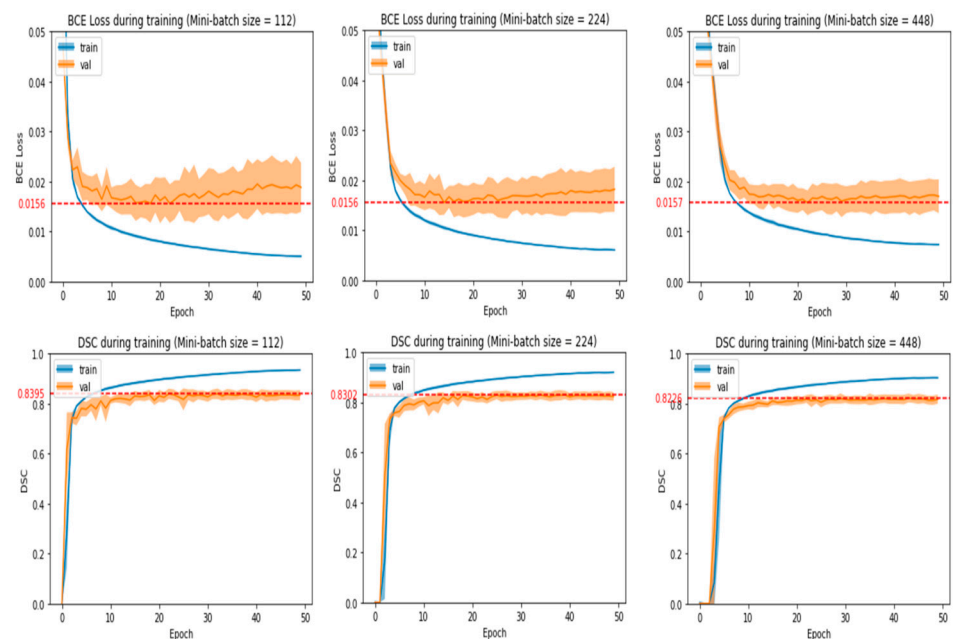 BCE Loss during training (Mini-batch size = 112)
0.05
0.04
0.03
0.02
0.0156
0.01
0.00
BCE Loss
train
val
0
10
20
30
40
50
Epoch
BCE Loss during training (Mini-batch size = 224)
0.05
0.04
0.03
0.02
0.0156
0.01
0.00
BCE Loss
train
val
0
10
20
30
40
50
Epoch
BCE Loss during training (Mini-batch size = 448)
0.05
0.04
0.03
0.02
0.0157
0.01
0.00
BCE Loss
train
val
0
10
20
30
40
50
Epoch
DSC during training (Mini-batch size = 112)
1.0
0.8395
0.8
0.6
0.4
0.2
0.0
DSC
train
val
0
10
20
30
40
50
Epoch
DSC during training (Mini-batch size = 224)
1.0
0.8302
0.8
0.6
0.4
0.2
0.0
DSC
train
val
0
10
20
30
40
50
Epoch
DSC during training (Mini-batch size = 448)
1.0
0.8226
0.8
0.6
0.4
0.2
0.0
DSC
train
val
0
10
20
30
40
50
Epoch